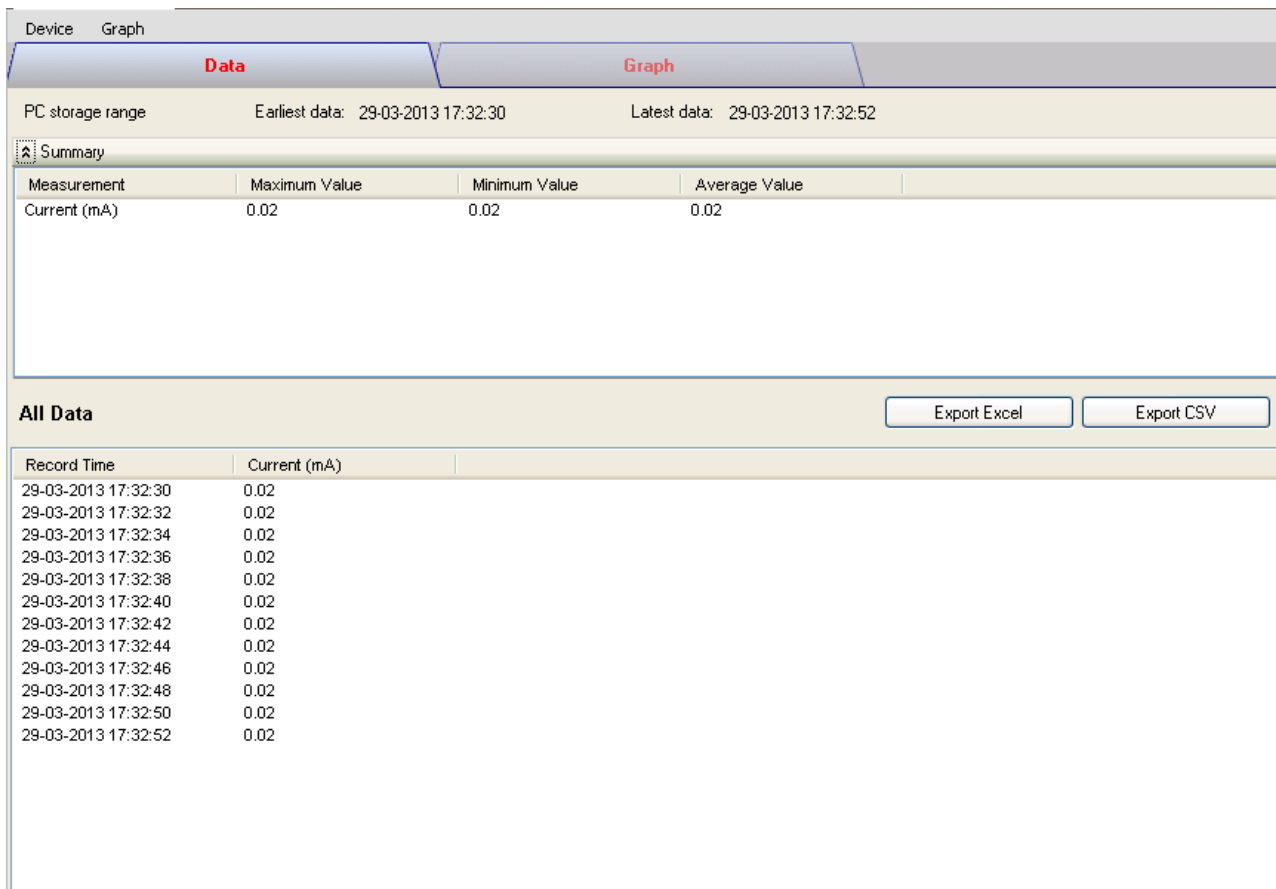 Device Graph
Data Graph
PC storage range Earliest data: 29-03-2013 17:32:30 Latest data: 29-03-2013 17:32:52
Summary
Measurement Maximum Value Minimum Value Average Value
Current (mA) 0.02 0.02 0.02
All Data Export Excel Export CSV
Record Time Current (mA)
29-03-2013 17:32:30 0.02
29-03-2013 17:32:32 0.02
29-03-2013 17:32:34 0.02
29-03-2013 17:32:36 0.02
29-03-2013 17:32:38 0.02
29-03-2013 17:32:40 0.02
29-03-2013 17:32:42 0.02
29-03-2013 17:32:44 0.02
29-03-2013 17:32:46 0.02
29-03-2013 17:32:48 0.02
29-03-2013 17:32:50 0.02
29-03-2013 17:32:52 0.02